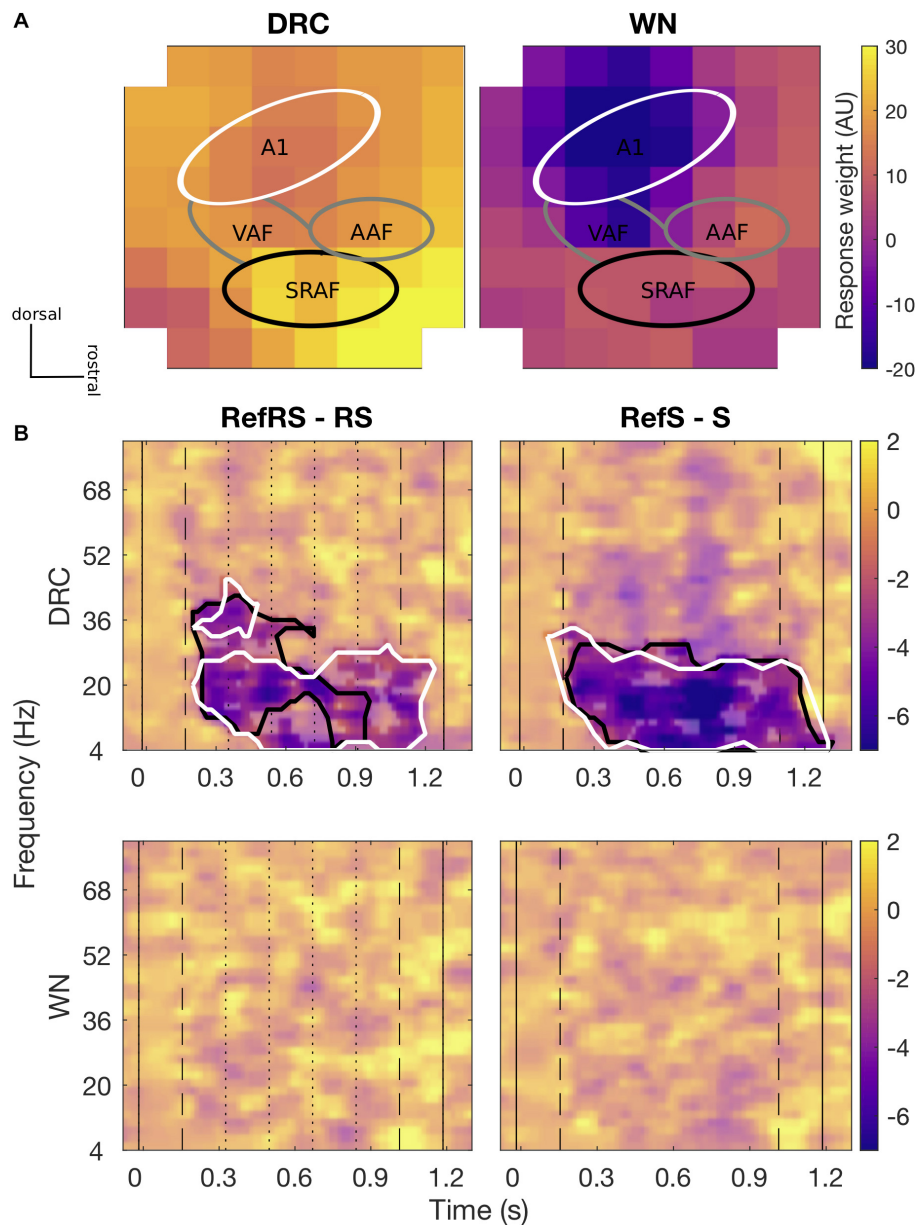 A
DRC
WN
A1
VAF
AAF
SRAF
A1
VAF
AAF
SRAF
30
20
10
0
-10
-20
Response weight (AU)
dorsal
rostral
B
RefRS - RS
RefS - S
DRC
68
52
36
20
4
0 0.3 0.6 0.9 1.2
0 0.3 0.6 0.9 1.2
2
0
-2
-4
-6
Frequency (Hz)
WN
68
52
36
20
4
0 0.3 0.6 0.9 1.2
0 0.3 0.6 0.9 1.2
2
0
-2
-4
-6
Time (s)